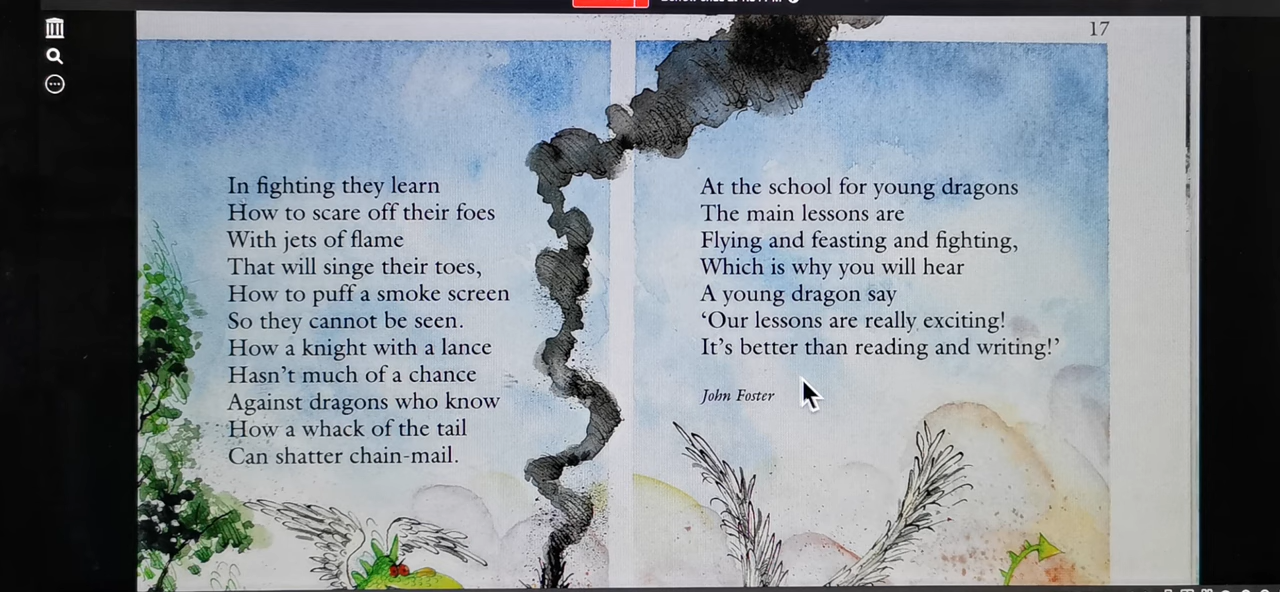 17
In fighting they learn
How to scare off their foes
With jets of flame
That will singe their toes,
How to puff a smoke screen
So they cannot be seen.
How a knight with a lance
Hasn't much of a chance
Against dragons who know
How a whack of the tail
Can shatter chain-mail.
At the school for young dragons
The main lessons are
Flying and feasting and fighting,
Which is why you will hear
A young dragon say
‘Our lessons are really exciting!
It's better than reading and writing!’
John Foster